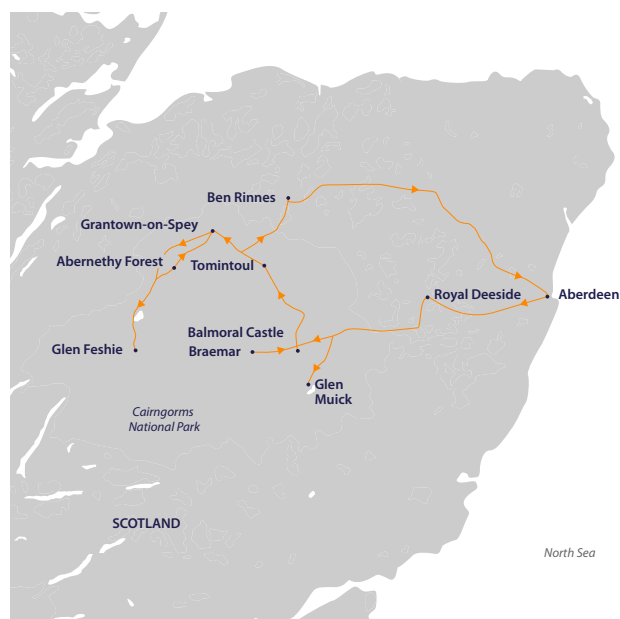 Ben Rinnes
Grantown-on-Spey
Abernethy Forest
Tomintoul
Royal Deeside
Aberdeen
Balmoral Castle
Glen Feshie
Braemar
Glen
Muick
Cairngorms
National Park
SCOTLAND
North Sea